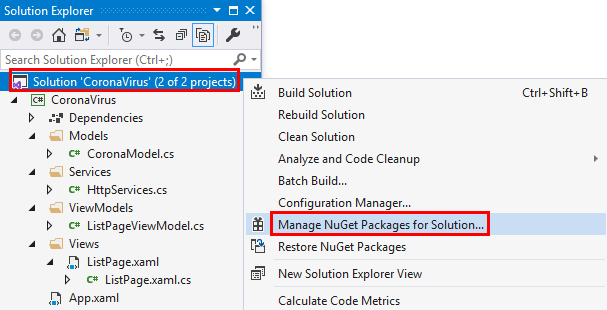 Solution Explorer
Search Solution Explorer (Ctrl+;)
Solution 'CoronaVirus' (2 of 2 projects)
C# CoronaVirus
Dependencies
Models
C# CoronaModel.cs
Services
C# HttpServices.cs
ViewModels
C# ListPageViewModel.cs
Views
ListPage.xaml
C# ListPage.xaml.cs
App.xaml
Build Solution Ctrl+Shift+B
Rebuild Solution
Clean Solution
Analyze and Code Cleanup
Batch Build...
Configuration Manager...
Manage NuGet Packages for Solution...
Restore NuGet Packages
New Solution Explorer View
Calculate Code Metrics